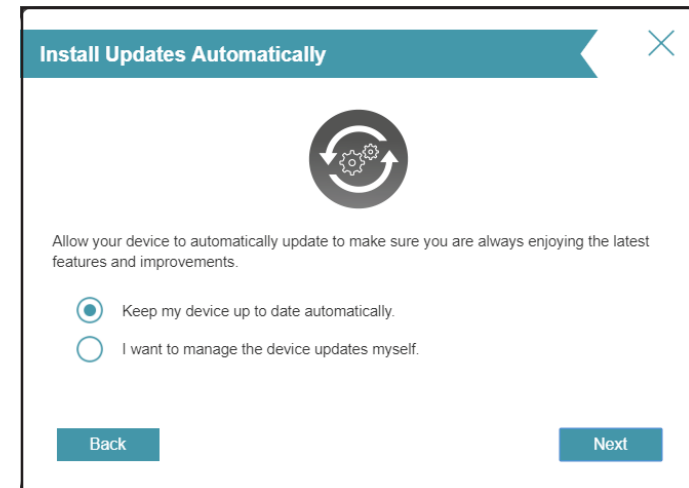 Install Updates Automatically
Allow your device to automatically update to make sure you are always enjoying the latest
features and improvements.
Keep my device up to date automatically.
I want to manage the device updates myself.
Back
Next